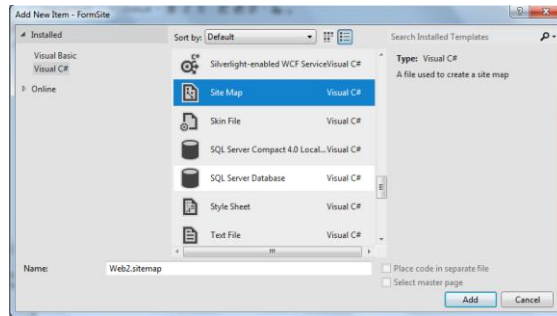 Add New Item - FormSite
Installed
Sort by: Default
Search Installed Templates
Visual Basic
Visual C#
Online
Silverlight-enabled WCF Service Visual C#
Site Map Visual C#
Skin File Visual C#
SQL Server Compact 4.0 Local... Visual C#
SQL Server Database Visual C#
Style Sheet Visual C#
Text File Visual C#
Type: Visual C#
A file used to create a site map
Name: Web2.sitemap
Place code in separate file
Select master page
Add Cancel